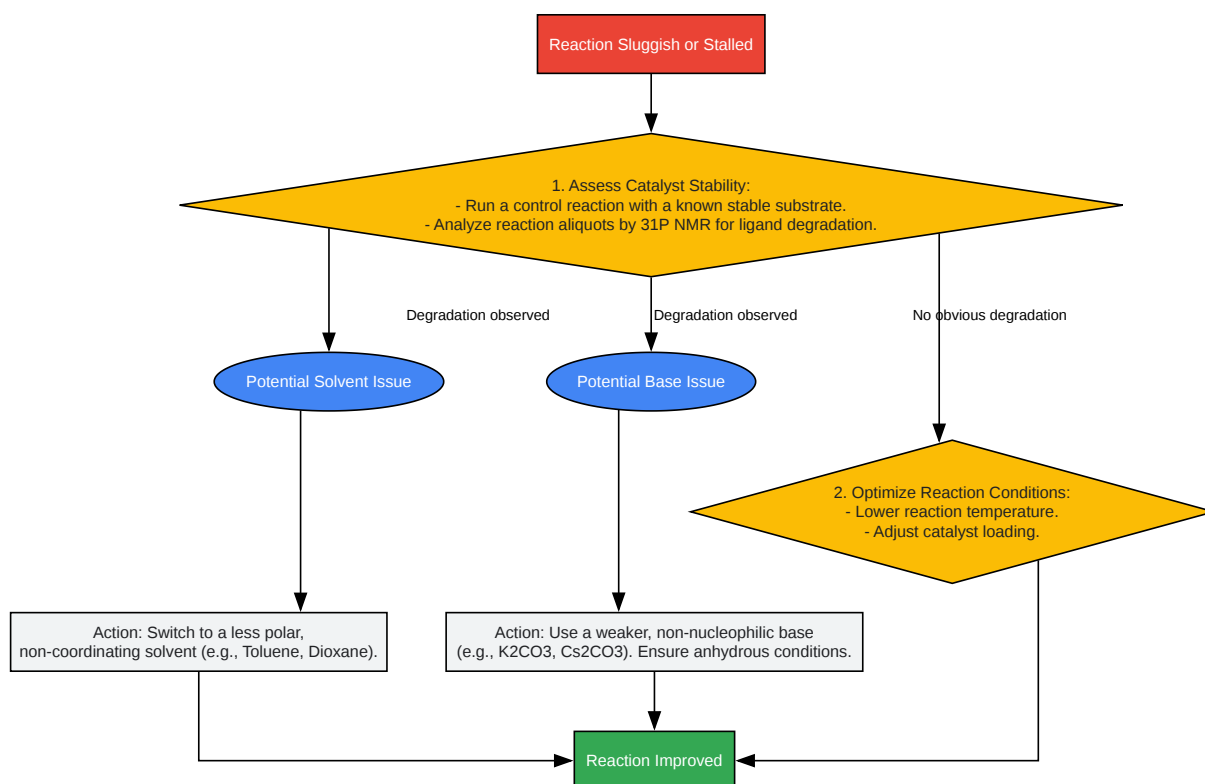 Reaction Sluggish or Stalled
1. Assess Catalyst Stability:
- Run a control reaction with a known stable substrate.
- Analyze reaction aliquots by 31P NMR for ligand degradation.
Degradation observed
Degradation observed
No obvious degradation
Potential Solvent Issue
Potential Base Issue
2. Optimize Reaction Conditions:
- Lower reaction temperature.
- Adjust catalyst loading.
Action: Switch to a less polar,
non-coordinating solvent (e.g., Toluene, Dioxane).
Action: Use a weaker, non-nucleophilic base
(e.g., K2CO3, Cs2CO3). Ensure anhydrous conditions.
Reaction Improved